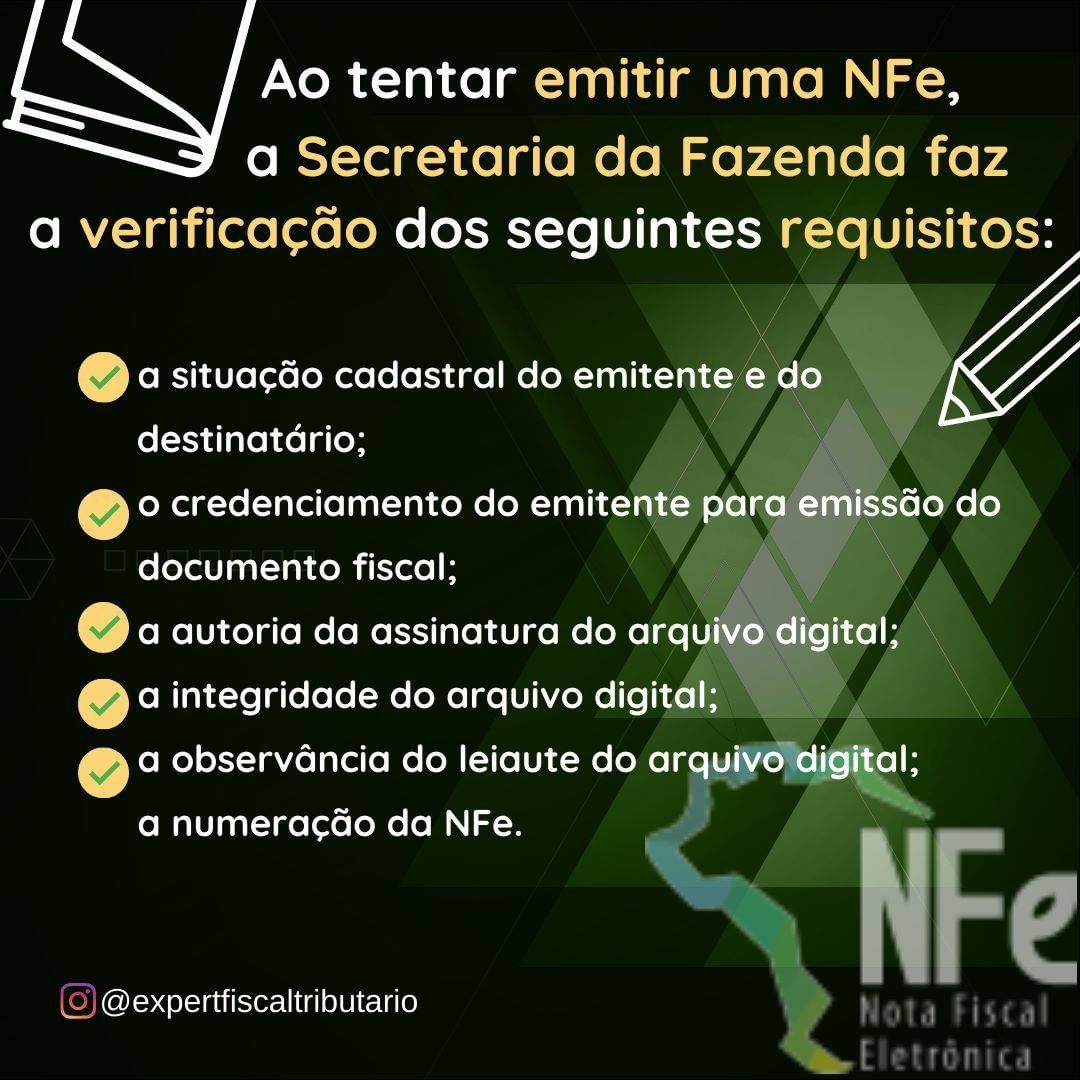 Ao tentar emitir uma NFe,
a Secretaria da Fazenda faz
a verificação dos seguintes requisitos:
a situação cadastral do emitente e do
destinatário;
o credenciamento do emitente para emissão do
documento fiscal;
a autoria da assinatura do arquivo digital;
a integridade do arquivo digital;
a observância do leiaute do arquivo digital;
a numeração da NFe.
NFe
Nota Fiscal
Eletrônica
@expertfiscaltributario